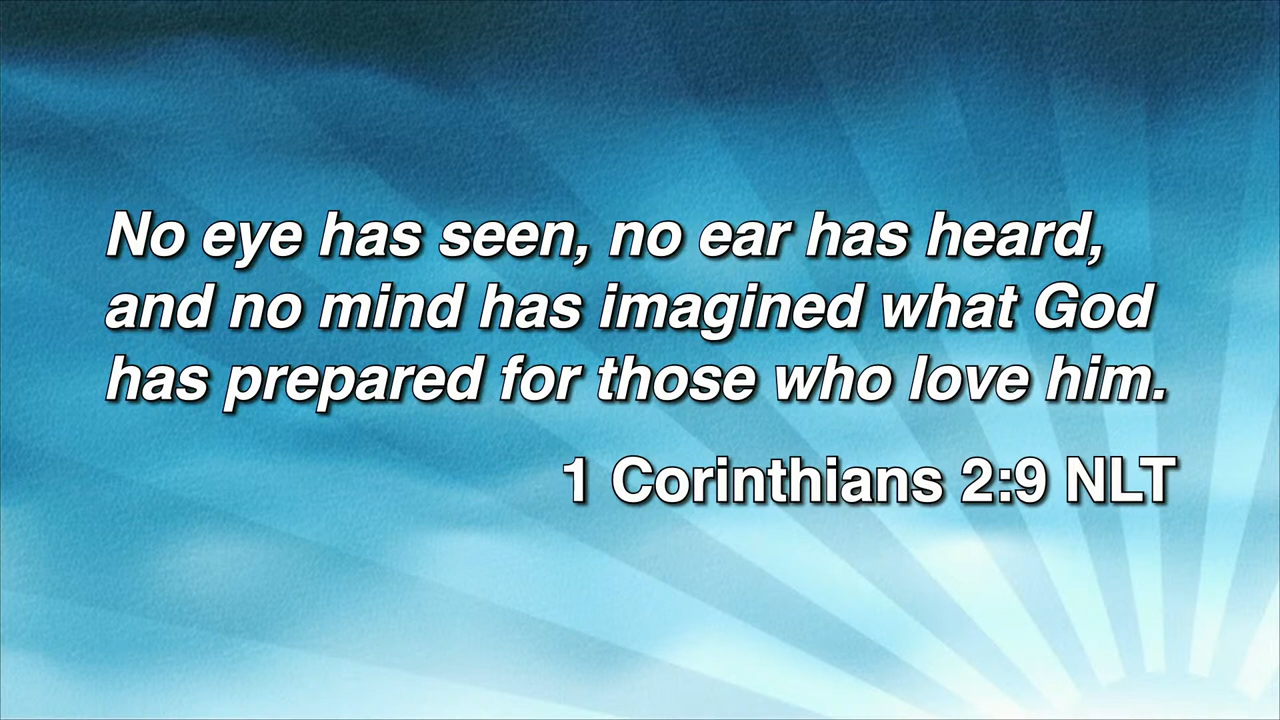 No eye has seen, no ear has heard,
and no mind has imagined what God
has prepared for those who love him.
1 Corinthians 2:9 NLT